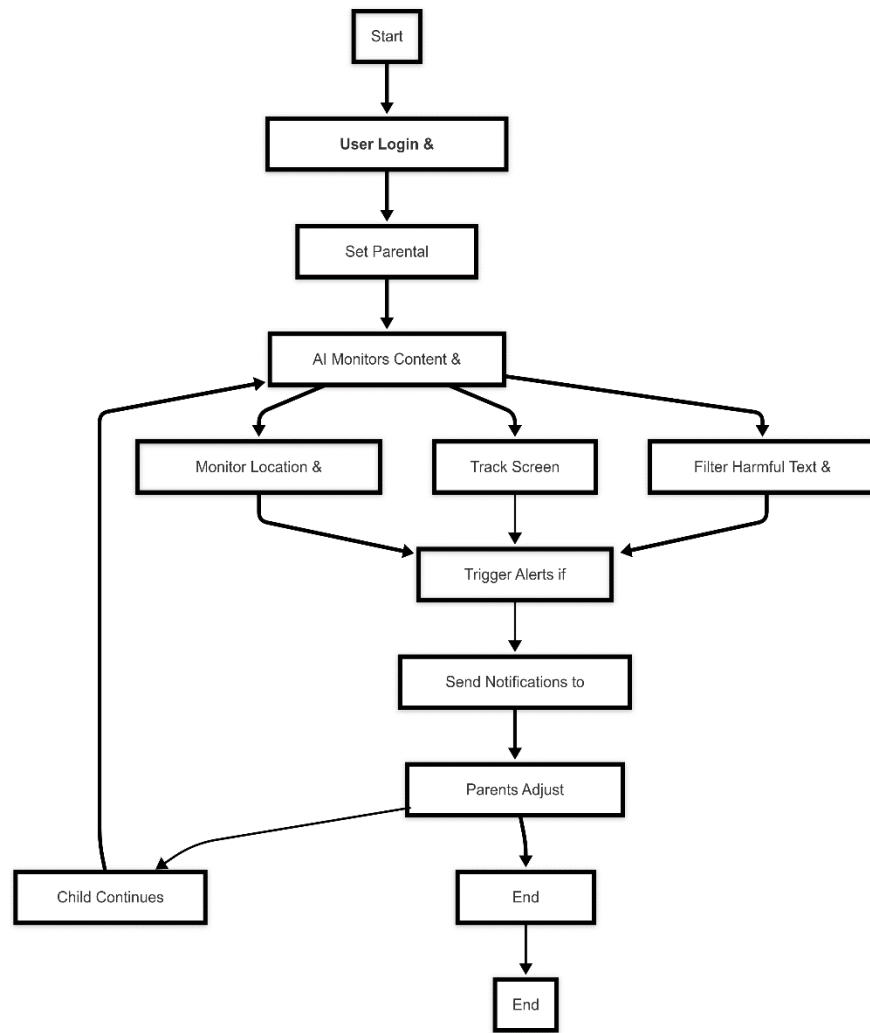 Start
User Login &
Set Parental
AI Monitors Content &
Monitor Location &
Track Screen
Filter Harmful Text &
Trigger Alerts if
Send Notifications to
Parents Adjust
Child Continues
End
End